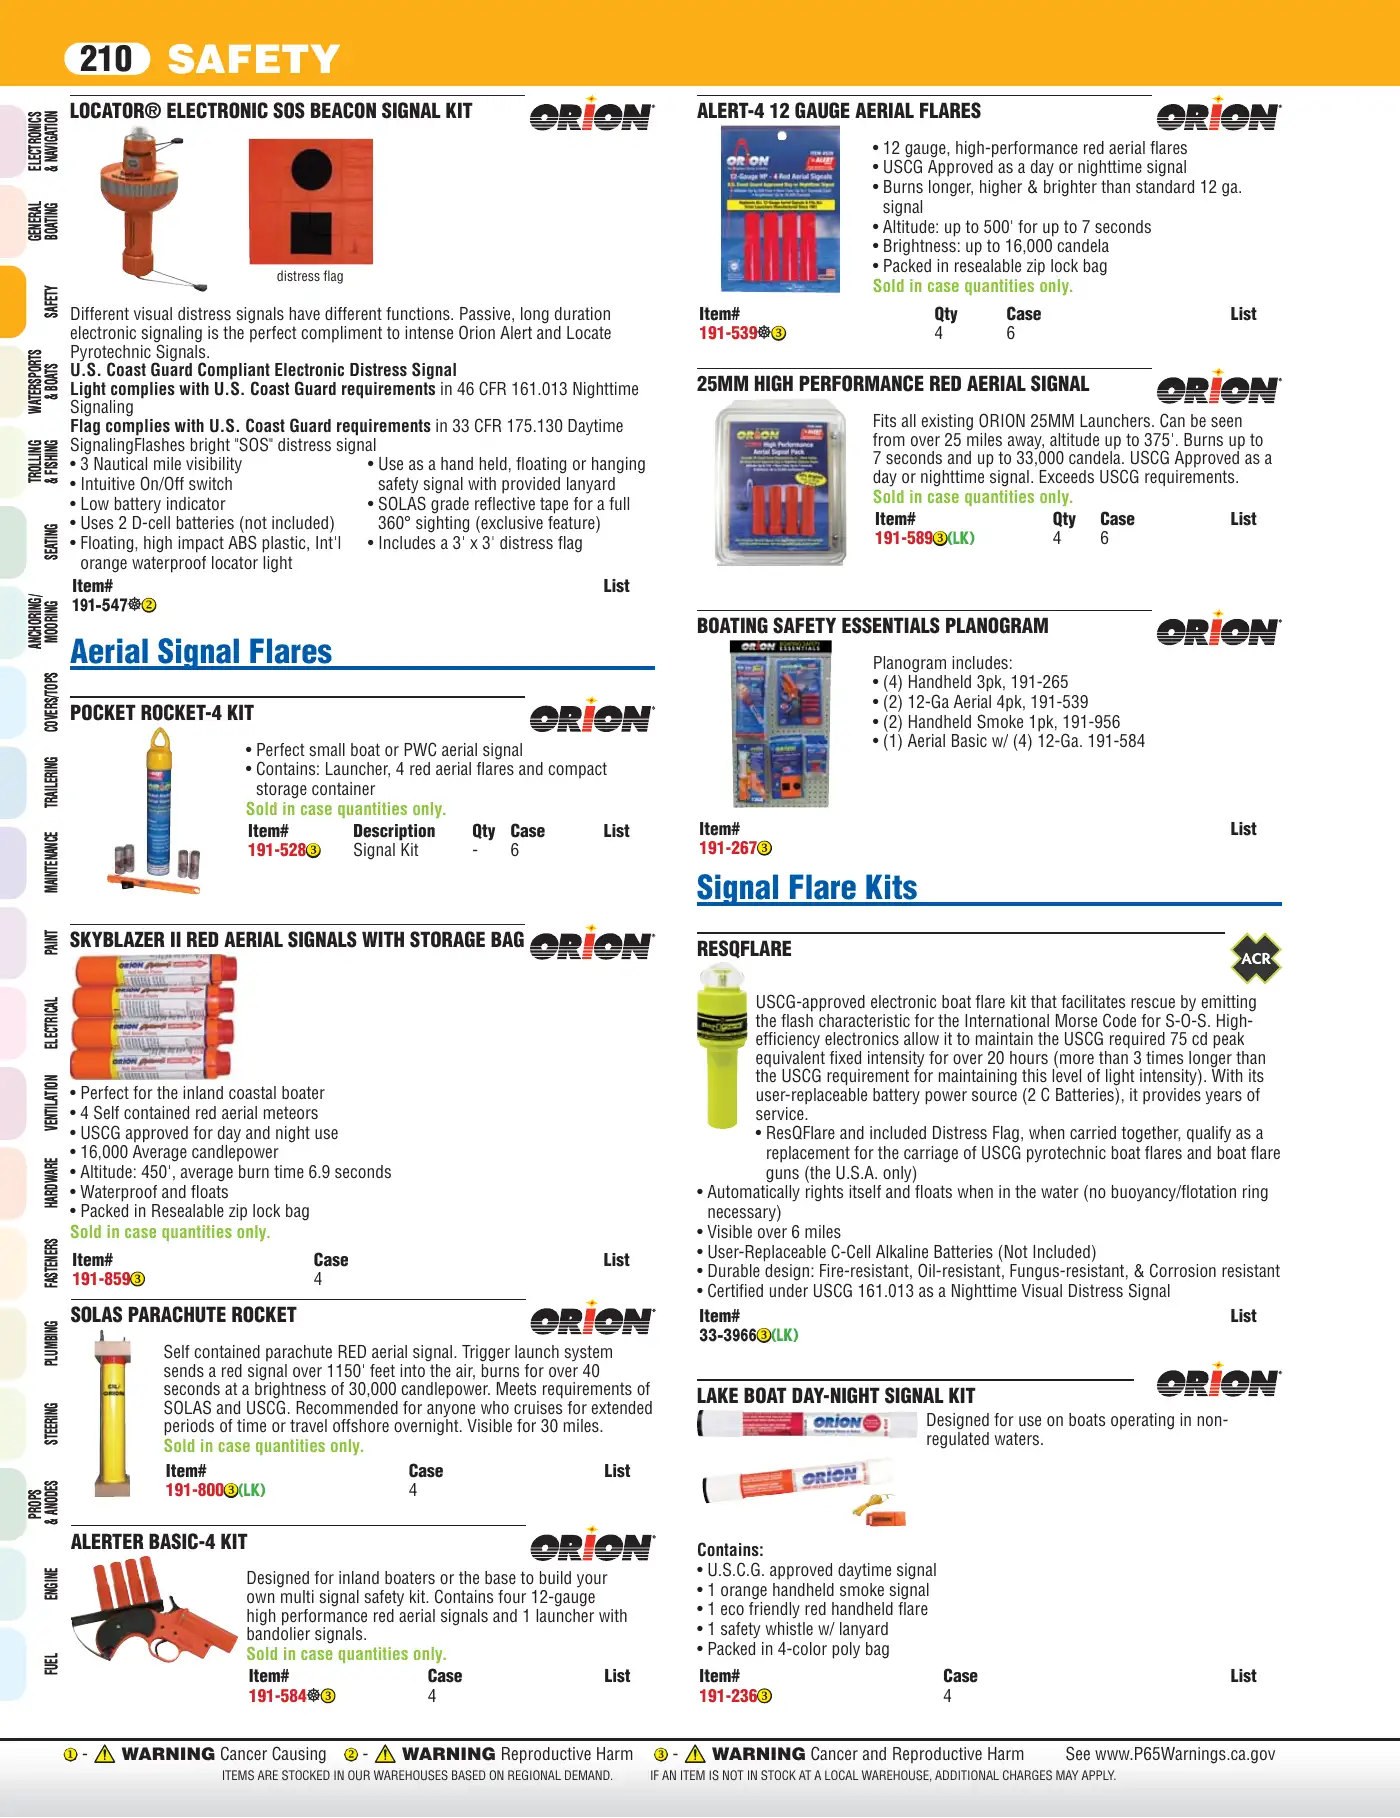 210 SAFETY
ELECTRONICS
& NAVIGATION
GENERAL
BOATING
SAFETY
WATERSPORTS
& BOATS
TROLLING
& FISHING
SEATING
ANCHORING/
MOORING
COVERS/TOPS
TRAILERING
MAINTENANCE
PAINT
ELECTRICAL
VENTILATION
HARDWARE
FASTENERS
PLUMBING
STEERING
PROPS
& ANODES
ENGINE
FUEL
LOCATOR® ELECTRONIC SOS BEACON SIGNAL KIT
ORION
distress flag
Different visual distress signals have different functions. Passive, long duration
electronic signaling is the perfect compliment to intense Orion Alert and Locate
Pyrotechnic Signals.
U.S. Coast Guard Compliant Electronic Distress Signal
Light complies with U.S. Coast Guard requirements in 46 CFR 161.013 Nighttime
Signaling
Flag complies with U.S. Coast Guard requirements in 33 CFR 175.130 Daytime
SignalingFlashes bright "SOS" distress signal
• 3 Nautical mile visibility
• Intuitive On/Off switch
• Low battery indicator
• Uses 2 D-cell batteries (not included)
• Floating, high impact ABS plastic, Int'l
orange waterproof locator light
• Use as a hand held, floating or hanging
safety signal with provided lanyard
• SOLAS grade reflective tape for a full
360° sighting (exclusive feature)
• Includes a 3' x 3' distress flag
Item# List
191-547 2
Aerial Signal Flares
POCKET ROCKET-4 KIT
ORION
• Perfect small boat or PWC aerial signal
• Contains: Launcher, 4 red aerial flares and compact
storage container
Sold in case quantities only.
Item# Description Qty Case List
191-528 3 Signal Kit - 6
SKYBLAZER II RED AERIAL SIGNALS WITH STORAGE BAG
ORION
• Perfect for the inland coastal boater
• 4 Self contained red aerial meteors
• USCG approved for day and night use
• 16,000 Average candlepower
• Altitude: 450', average burn time 6.9 seconds
• Waterproof and floats
• Packed in Resealable zip lock bag
Sold in case quantities only.
Item# Case List
191-859 3 4
SOLAS PARACHUTE ROCKET
ORION
Self contained parachute RED aerial signal. Trigger launch system
sends a red signal over 1150' feet into the air, burns for over 40
seconds at a brightness of 30,000 candlepower. Meets requirements of
SOLAS and USCG. Recommended for anyone who cruises for extended
periods of time or travel offshore overnight. Visible for 30 miles.
Sold in case quantities only.
Item# Case List
191-800 3 (LK) 4
ALERTER BASIC-4 KIT
ORION
Designed for inland boaters or the base to build your
own multi signal safety kit. Contains four 12-gauge
high performance red aerial signals and 1 launcher with
bandolier signals.
Sold in case quantities only.
Item# Case List
191-584 3 4
ALERT-4 12 GAUGE AERIAL FLARES
ORION
• 12 gauge, high-performance red aerial flares
• USCG Approved as a day or nighttime signal
• Burns longer, higher & brighter than standard 12 ga.
signal
• Altitude: up to 500' for up to 7 seconds
• Brightness: up to 16,000 candela
• Packed in resealable zip lock bag
Sold in case quantities only.
Item# Qty Case List
191-539 3 4 6
25MM HIGH PERFORMANCE RED AERIAL SIGNAL
ORION
Fits all existing ORION 25MM Launchers. Can be seen
from over 25 miles away, altitude up to 375'. Burns up to
7 seconds and up to 33,000 candela. USCG Approved as a
day or nighttime signal. Exceeds USCG requirements.
Sold in case quantities only.
Item# Qty Case List
191-589 3 (LK) 4 6
BOATING SAFETY ESSENTIALS PLANOGRAM
ORION
Planogram includes:
• (4) Handheld 3pk, 191-265
• (2) 12-Ga Aerial 4pk, 191-539
• (2) Handheld Smoke 1pk, 191-956
• (1) Aerial Basic w/ (4) 12-Ga. 191-584
Item# List
191-267 3
Signal Flare Kits
RESQFLARE
ACR
USCG-approved electronic boat flare kit that facilitates rescue by emitting
the flash characteristic for the International Morse Code for S-O-S. High-
efficiency electronics allow it to maintain the USCG required 75 cd peak
equivalent fixed intensity for over 20 hours (more than 3 times longer than
the USCG requirement for maintaining this level of light intensity). With its
user-replaceable battery power source (2 C Batteries), it provides years of
service.
• ResQFlare and included Distress Flag, when carried together, qualify as a
replacement for the carriage of USCG pyrotechnic boat flares and boat flare
guns (the U.S.A. only)
• Automatically rights itself and floats when in the water (no buoyancy/flotation ring
necessary)
• Visible over 6 miles
• User-Replaceable C-Cell Alkaline Batteries (Not Included)
• Durable design: Fire-resistant, Oil-resistant, Fungus-resistant, & Corrosion resistant
• Certified under USCG 161.013 as a Nighttime Visual Distress Signal
Item# List
33-3966 3 (LK)
LAKE BOAT DAY-NIGHT SIGNAL KIT
ORION
Designed for use on boats operating in non-
regulated waters.
Contains:
• U.S.C.G. approved daytime signal
• 1 orange handheld smoke signal
• 1 eco friendly red handheld flare
• 1 safety whistle w/ lanyard
• Packed in 4-color poly bag
Item# Case List
191-236 3 4
1 - WARNING Cancer Causing 2 - WARNING Reproductive Harm 3 - WARNING Cancer and Reproductive Harm See www.P65Warnings.ca.gov
ITEMS ARE STOCKED IN OUR WAREHOUSES BASED ON REGIONAL DEMAND. IF AN ITEM IS NOT IN STOCK AT A LOCAL WAREHOUSE, ADDITIONAL CHARGES MAY APPLY.